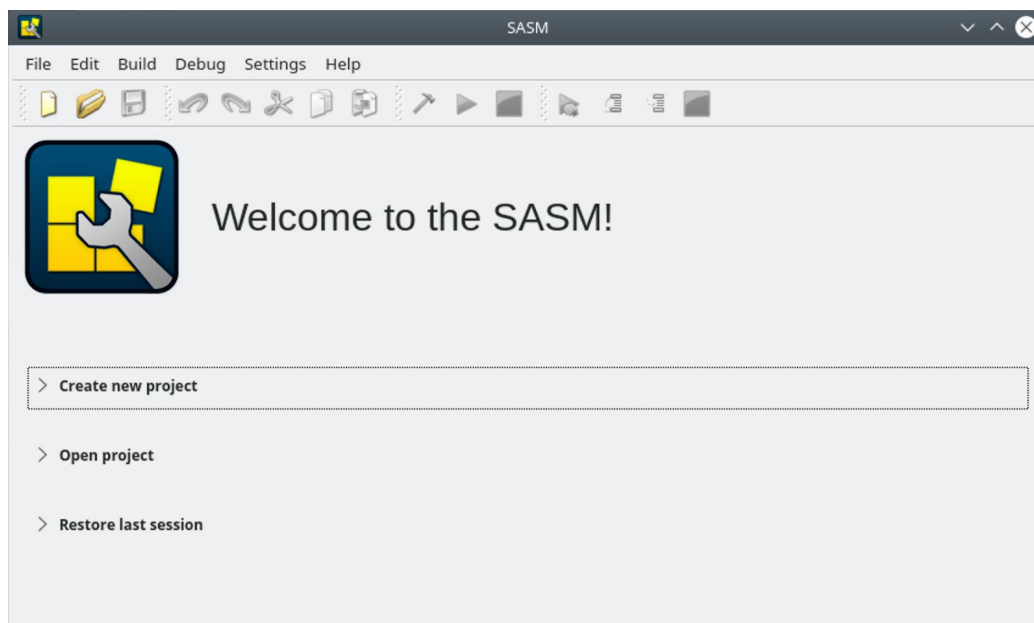 SASM
File Edit Build Debug Settings Help
Welcome to the SASM!
Create new project
Open project
Restore last session